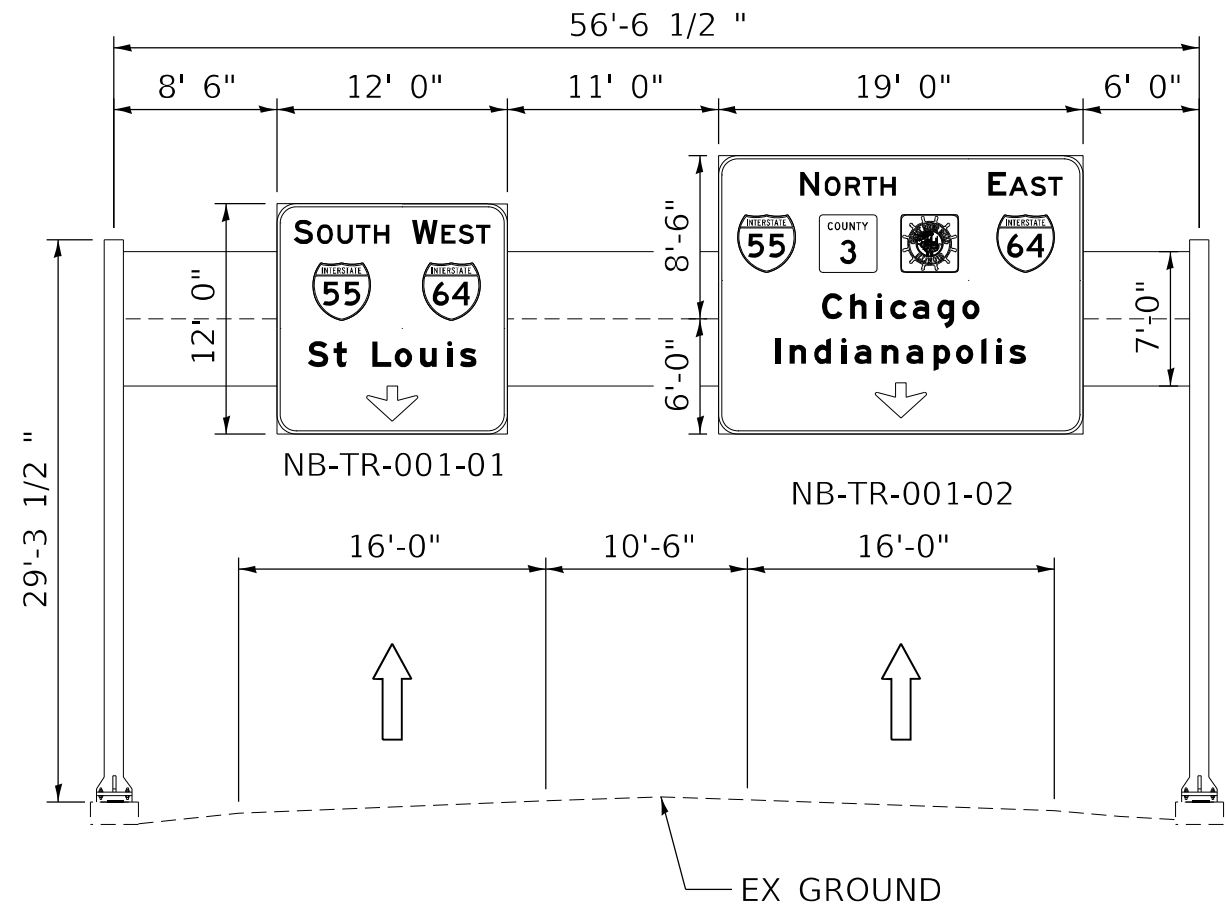 56'-6 1/2 "
8' 6" 12' 0" 11' 0" 19' 0" 6' 0"
NORTH EAST
INTERSTATE 55
COUNTY 3
INTERSTATE 64
Chicago
Indianapolis
SOUTH WEST
INTERSTATE 55
INTERSTATE 64
St Louis
12' 0"
8'-6"
6'-0"
7'-0"
29'-3 1/2 "
NB-TR-001-01
NB-TR-001-02
16'-0" 10'-6" 16'-0"
EX GROUND